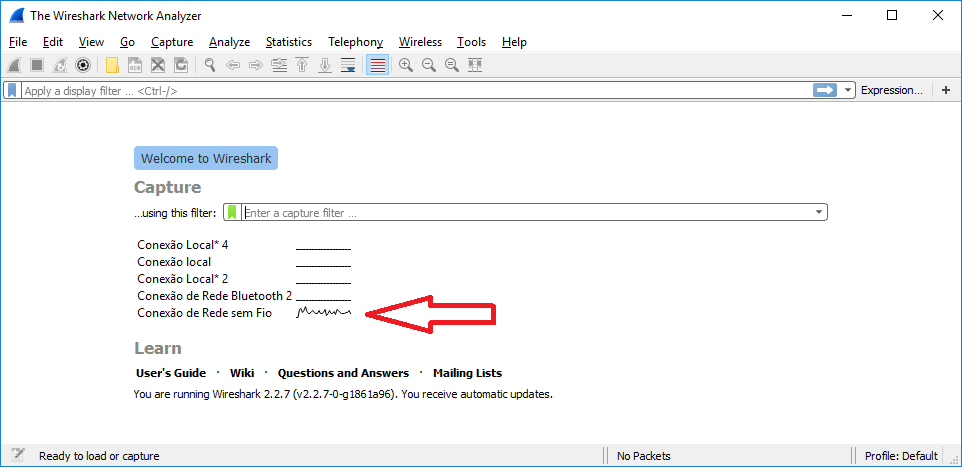 The Wireshark Network Analyzer
File Edit View Go Capture Analyze Statistics Telephony Wireless Tools Help
Apply a display filter ... <Ctrl-/> Expression... +
Welcome to Wireshark
Capture
...using this filter: Enter a capture filter ...
Conexão Local* 4
Conexão local
Conexão Local* 2
Conexão de Rede Bluetooth 2
Conexão de Rede sem Fio
Learn
User's Guide · Wiki · Questions and Answers · Mailing Lists
You are running Wireshark 2.2.7 (v2.2.7-0-g1861a96). You receive automatic updates.
Ready to load or capture No Packets Profile: Default